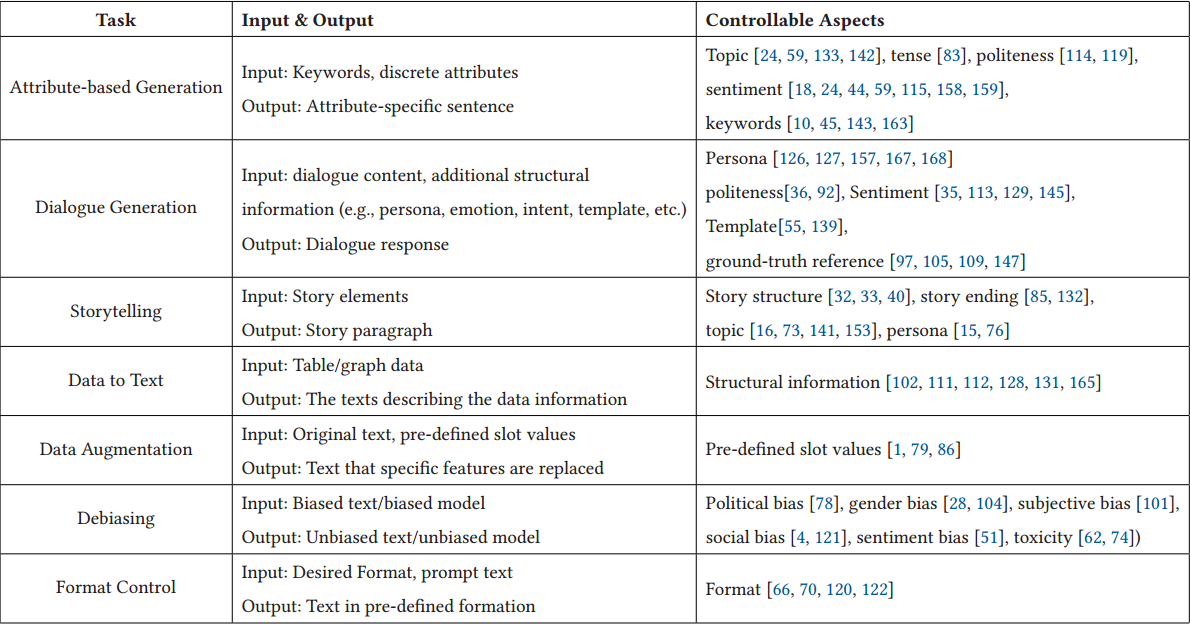 Task Input & Output Controllable Aspects
Attribute-based Generation
Input: Keywords, discrete attributes
Output: Attribute-specific sentence
Topic [24, 59, 133, 142], tense [83], politeness [114, 119],
sentiment [18, 24, 44, 59, 115, 158, 159],
keywords [10, 45, 143, 163]
Dialogue Generation
Input: dialogue content, additional structural
information (e.g., persona, emotion, intent, template, etc.)
Output: Dialogue response
Persona [126, 127, 157, 167, 168]
politeness[36, 92], Sentiment [35, 113, 129, 145],
Template[55, 139],
ground-truth reference [97, 105, 109, 147]
Storytelling
Input: Story elements
Output: Story paragraph
Story structure [32, 33, 40], story ending [85, 132],
topic [16, 73, 141, 153], persona [15, 76]
Data to Text
Input: Table/graph data
Output: The texts describing the data information
Structural information [102, 111, 112, 128, 131, 165]
Data Augmentation
Input: Original text, pre-defined slot values
Output: Text that specific features are replaced
Pre-defined slot values [1, 79, 86]
Debiasing
Input: Biased text/biased model
Output: Unbiased text/unbiased model
Political bias [78], gender bias [28, 104], subjective bias [101],
social bias [4, 121], sentiment bias [51], toxicity [62, 74])
Format Control
Input: Desired Format, prompt text
Output: Text in pre-defined formation
Format [66, 70, 120, 122]